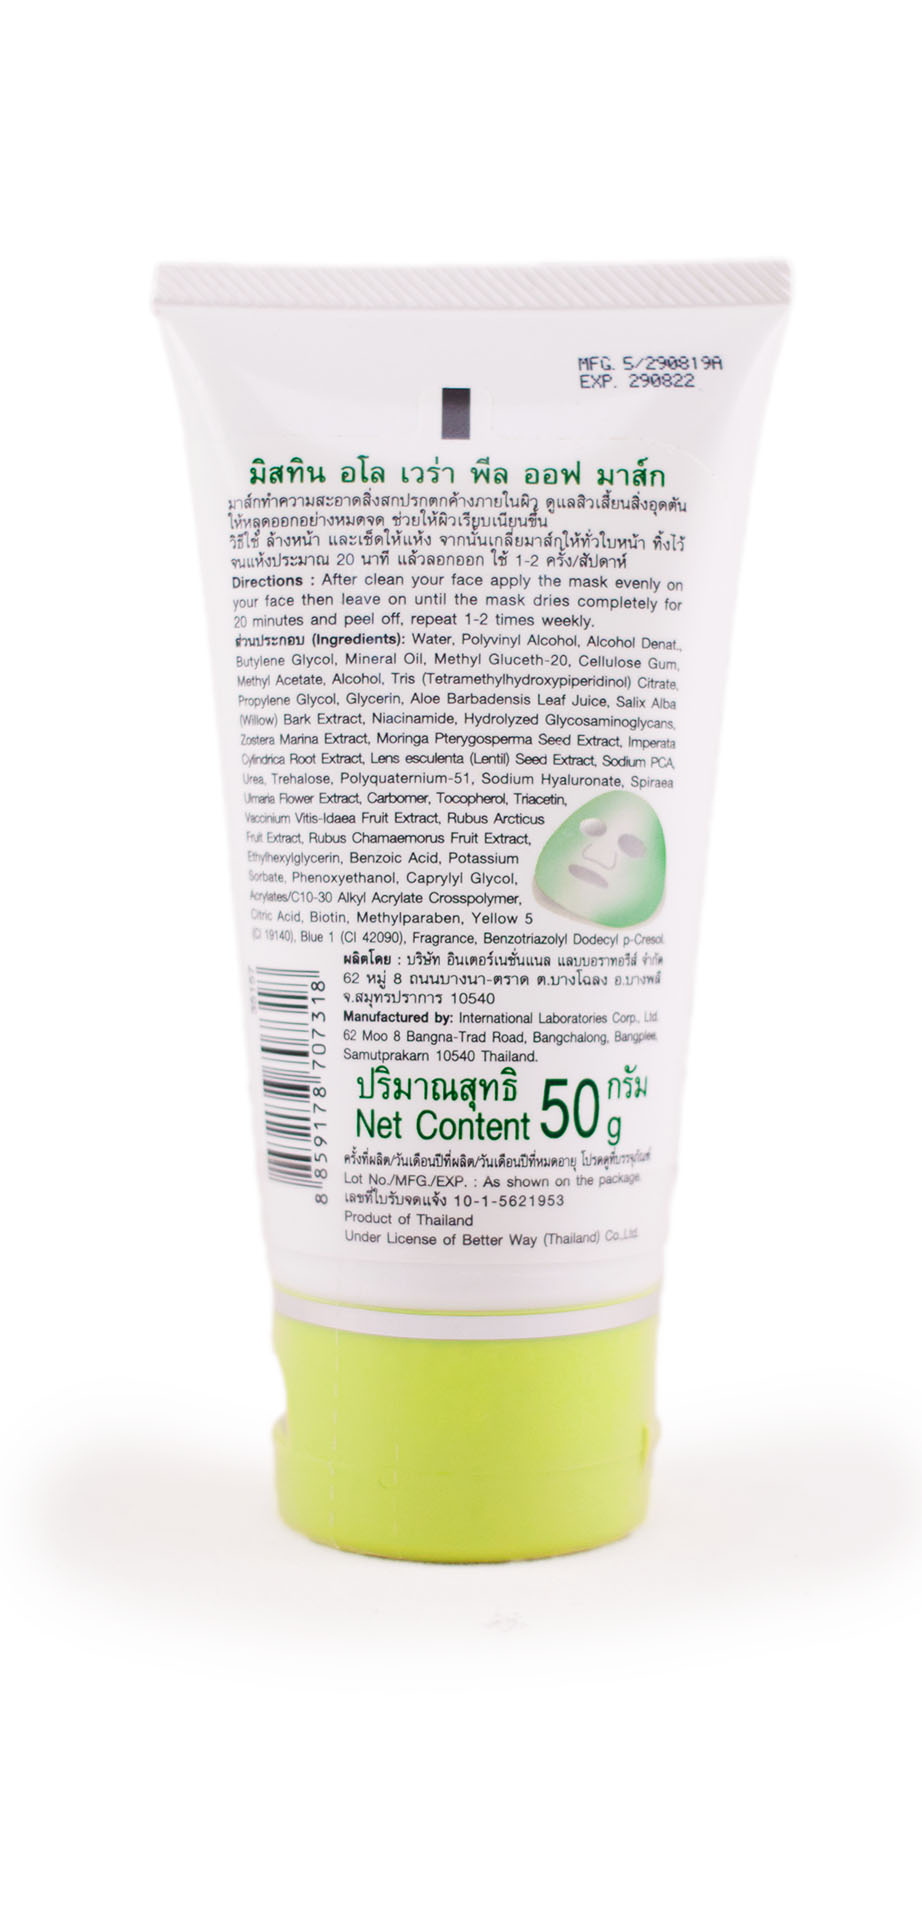 MFG. 5/290819A
EXP. 290822
มิสทิน อโล เวร่า พีล ออฟ มาส์ก
มาส์กทำความสะอาดสิ่งสกปรกตกค้างภายในผิว ดูแลสิวเสี้ยนสิ่งอุดตัน
ให้หลุดออกอย่างหมดจด ช่วยให้ผิวเรียบเนียนขึ้น
วิธีใช้ ล้างหน้า และเช็ดให้แห้ง จากนั้นเกลี่ยมาส์กให้ทั่วใบหน้า ทิ้งไว้
จนแห้งประมาณ 20 นาที แล้วลอกออก ใช้ 1-2 ครั้ง/สัปดาห์
Directions : After clean your face apply the mask evenly on
your face then leave on until the mask dries completely for
20 minutes and peel off, repeat 1-2 times weekly.
ส่วนประกอบ (Ingredients): Water, Polyvinyl Alcohol, Alcohol Denat.,
Butylene Glycol, Mineral Oil, Methyl Gluceth-20, Cellulose Gum,
Methyl Acetate, Alcohol, Tris (Tetramethylhydroxypiperidinol) Citrate,
Propylene Glycol, Glycerin, Aloe Barbadensis Leaf Juice, Salix Alba
(Willow) Bark Extract, Niacinamide, Hydrolyzed Glycosaminoglycans,
Zostera Marina Extract, Moringa Pterygosperma Seed Extract, Imperata
Cylindrica Root Extract, Lens esculenta (Lentil) Seed Extract, Sodium PCA,
Urea, Trehalose, Polyquaternium-51, Sodium Hyaluronate, Spiraea
Ulmaria Flower Extract, Carbomer, Tocopherol, Triacetin,
Vaccinium Vitis-Idaea Fruit Extract, Rubus Arcticus
Fruit Extract, Rubus Chamaemorus Fruit Extract,
Ethylhexylglycerin, Benzoic Acid, Potassium
Sorbate, Phenoxyethanol, Caprylyl Glycol,
Acrylates/C10-30 Alkyl Acrylate Crosspolymer,
Citric Acid, Biotin, Methylparaben, Yellow 5
(CI 19140), Blue 1 (CI 42090), Fragrance, Benzotriazolyl Dodecyl p-Cresol.
ผลิตโดย : บริษัท อินเตอร์เนชั่นแนล แลบบอราทอรีส์ จำกัด
62 หมู่ 8 ถนนบางนา-ตราด ต.บางโฉลง อ.บางพลี
จ.สมุทรปราการ 10540
Manufactured by: International Laboratories Corp., Ltd.
62 Moo 8 Bangna-Trad Road, Bangchalong, Bangplee,
Samutprakarn 10540 Thailand.
ปริมาณสุทธิ 50 กรัม
Net Content g
ครั้งที่ผลิต/วันเดือนปีที่ผลิต/วันเดือนปีที่หมดอายุ โปรดดูที่บรรจุภัณฑ์
Lot No./MFG./EXP. : As shown on the package.
เลขที่ใบรับจดแจ้ง 10-1-5621953
Product of Thailand
Under License of Better Way (Thailand) Co.,Ltd.
8 859178 707318